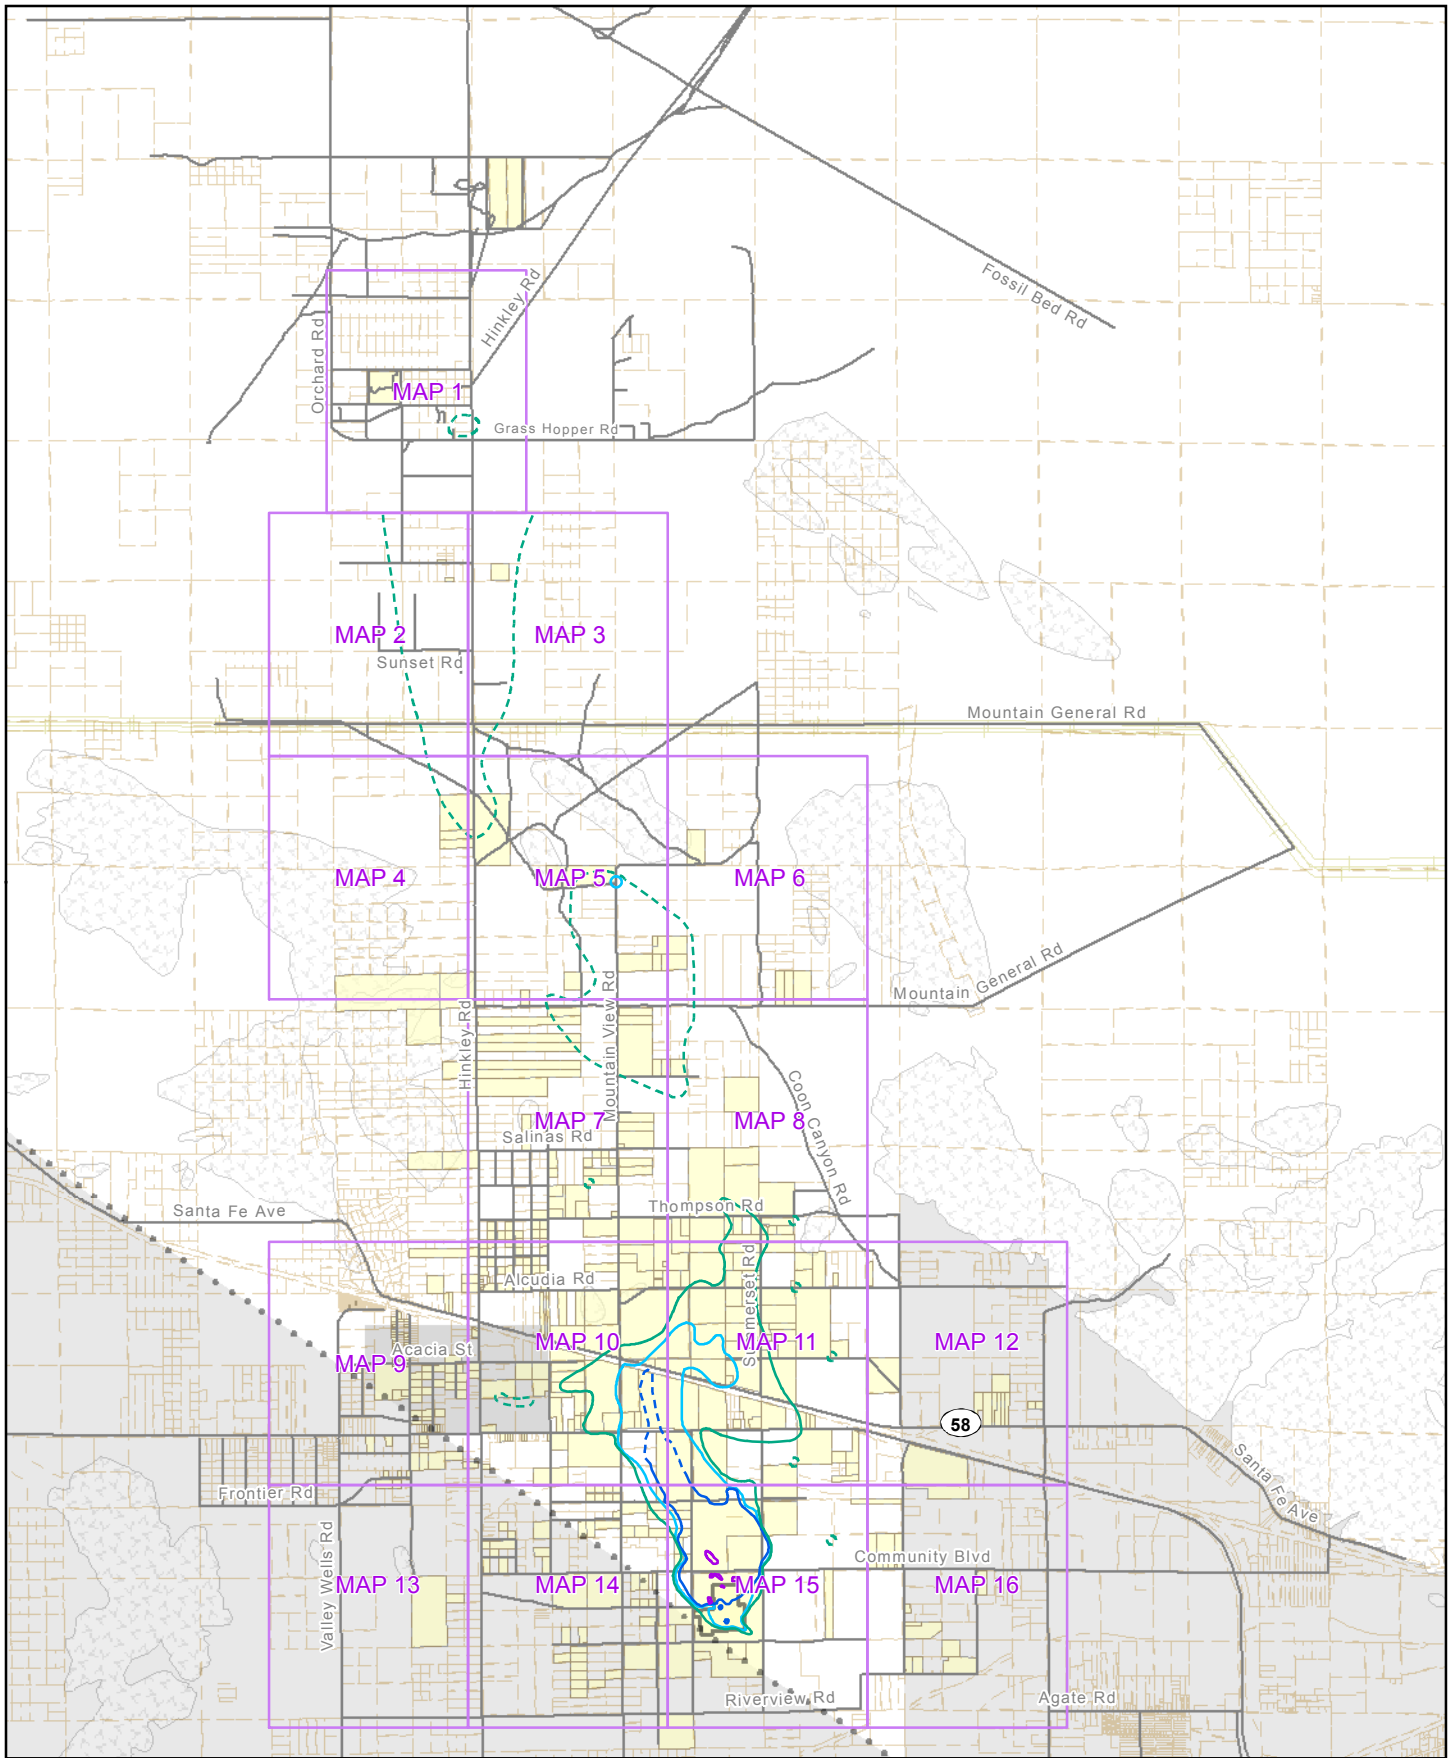 Fossil Bed Rd
Hinkley Rd
Orchard Rd
MAP 1
Grass Hopper Rd
MAP 2
MAP 3
Sunset Rd
Mountain General Rd
MAP 4
MAP 5
MAP 6
Mountain General Rd
Hinkley Rd
Mountain View Rd
Coon Canyon Rd
MAP 7
MAP 8
Salinas Rd
Santa Fe Ave
Thompson Rd
Alcudia Rd
Summerset Rd
Acacia St
MAP 9
MAP 10
MAP 11
MAP 12
58
Santa Fe Ave
Frontier Rd
Valley Wells Rd
Community Blvd
MAP 13
MAP 14
MAP 15
MAP 16
Riverview Rd
Agate Rd